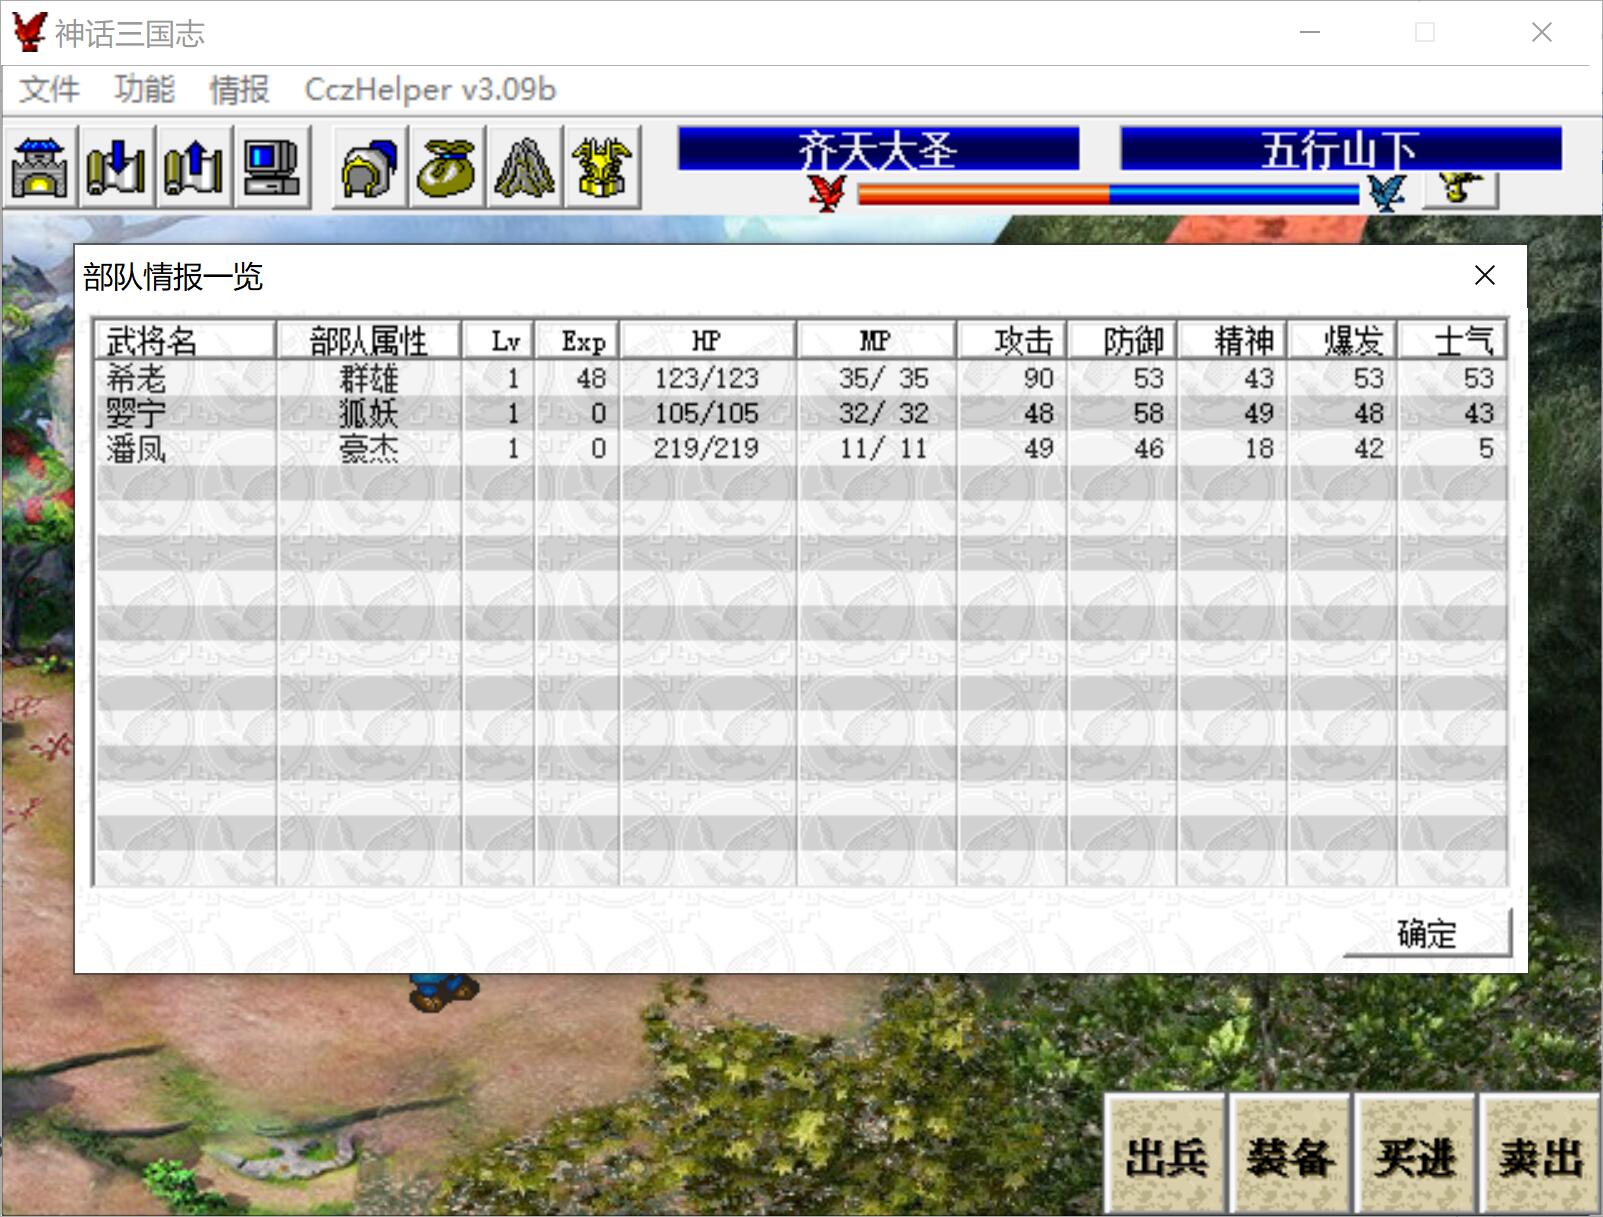 神话三国志
文件 功能 情报 CczHelper v3.09b
齐天大圣 五行山下
部队情报一览
武将名 部队属性 Lv Exp HP MP 攻击 防御 精神 爆发 士气
希老 群雄 1 48 123/123 35/ 35 90 53 43 53 53
婴宁 狐妖 1 0 105/105 32/ 32 48 58 49 48 43
潘凤 豪杰 1 0 219/219 11/ 11 49 46 18 42 5
确定
出兵 装备 买进 卖出